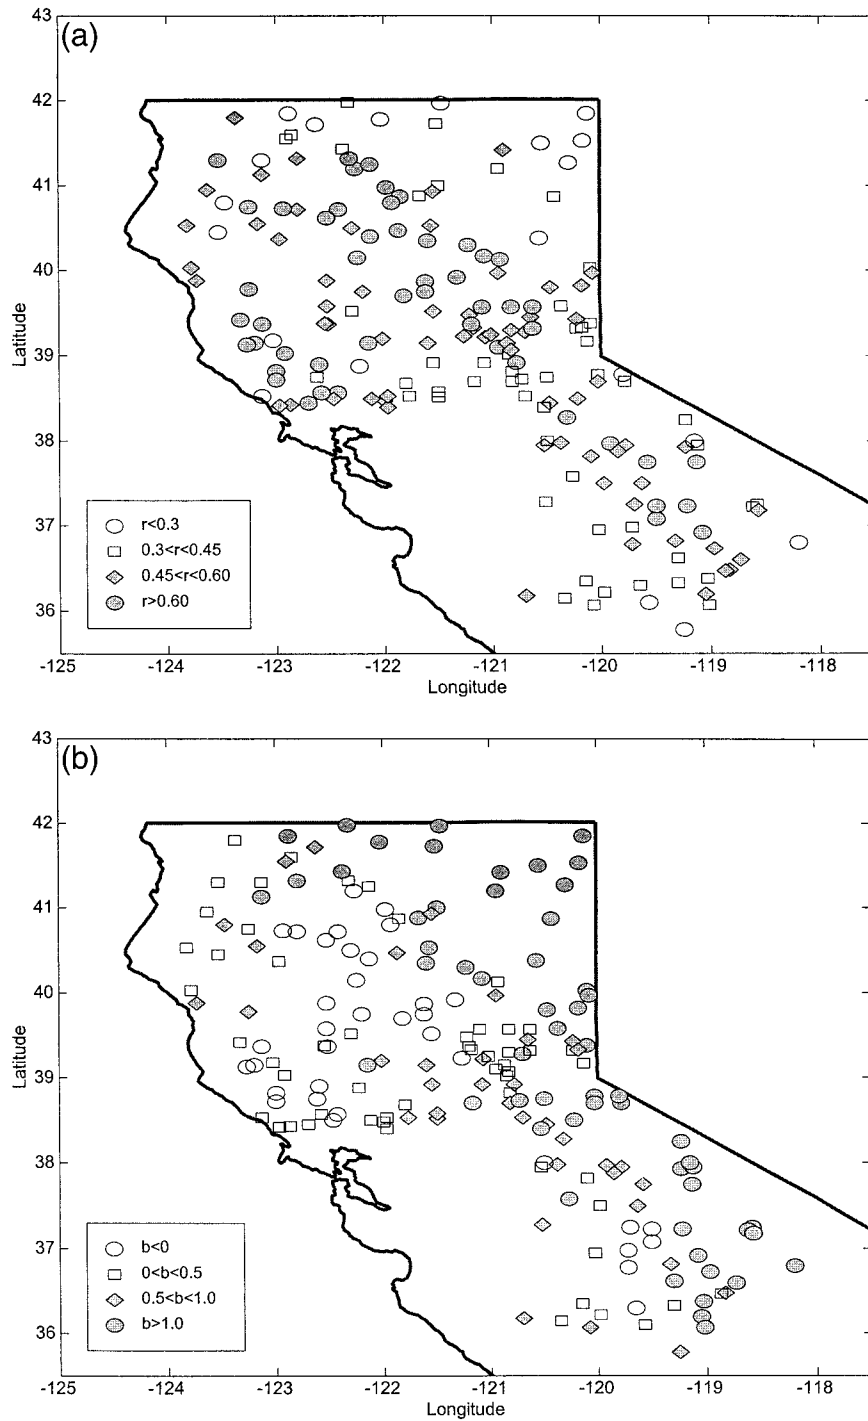 (a)
43
42
41
40
39
38
37
36
Latitude
r<0.3
0.3<r<0.45
0.45<r<0.60
r>0.60
-125 -124 -123 -122 -121 -120 -119 -118
Longitude
(b)
43
42
41
40
39
38
37
36
Latitude
b<0
0<b<0.5
0.5<b<1.0
b>1.0
-125 -124 -123 -122 -121 -120 -119 -118
Longitude